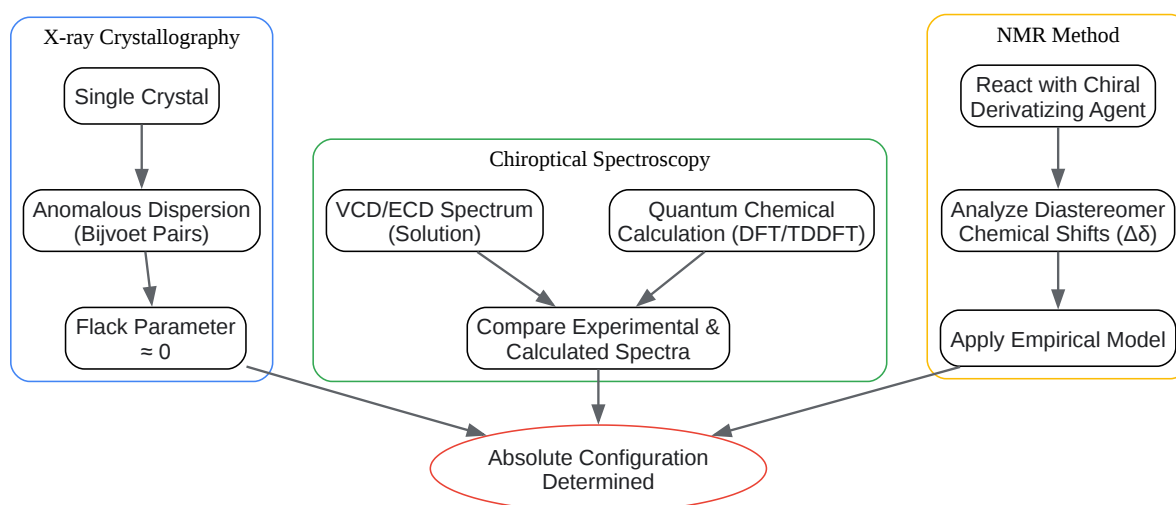 X-ray Crystallography
Single Crystal
Anomalous Dispersion
(Bijvoet Pairs)
Flack Parameter
≈ 0
Chiroptical Spectroscopy
VCD/ECD Spectrum
(Solution)
Quantum Chemical
Calculation (DFT/TDDFT)
Compare Experimental &
Calculated Spectra
NMR Method
React with Chiral
Derivatizing Agent
Analyze Diastereomer
Chemical Shifts (Δδ)
Apply Empirical Model
Absolute Configuration
Determined